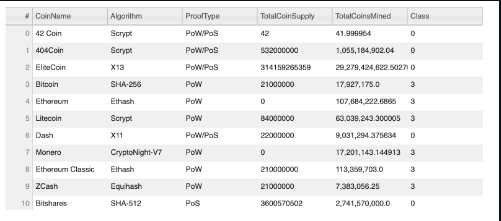 # CoinName Algorithm ProofType TotalCoinSupply TotalCoinsMined Class
0 42 Coin Scrypt PoW/PoS 42 41.999954 0
1 404Coin Scrypt PoW/PoS 532000000 1,055,184,902.04 0
2 EliteCoin X13 PoW/PoS 314159265359 29,279,424,622.5027( 0
3 Bitcoin SHA-256 PoW 21000000 17,927,175.0 3
4 Ethereum Ethash PoW 0 107,684,222.6865 3
5 Litecoin Scrypt PoW 84000000 63,039,243.300005 3
6 Dash X11 PoW/PoS 22000000 9,031,294.375634 0
7 Monero CryptoNight-V7 PoW 0 17,201,143.144913 3
8 Ethereum Classic Ethash PoW 210000000 113,359,703.0 3
9 ZCash Equihash PoW 21000000 7,383,056.25 3
10 Bitshares SHA-512 PoS 3600570502 2,741,570,000.0 0